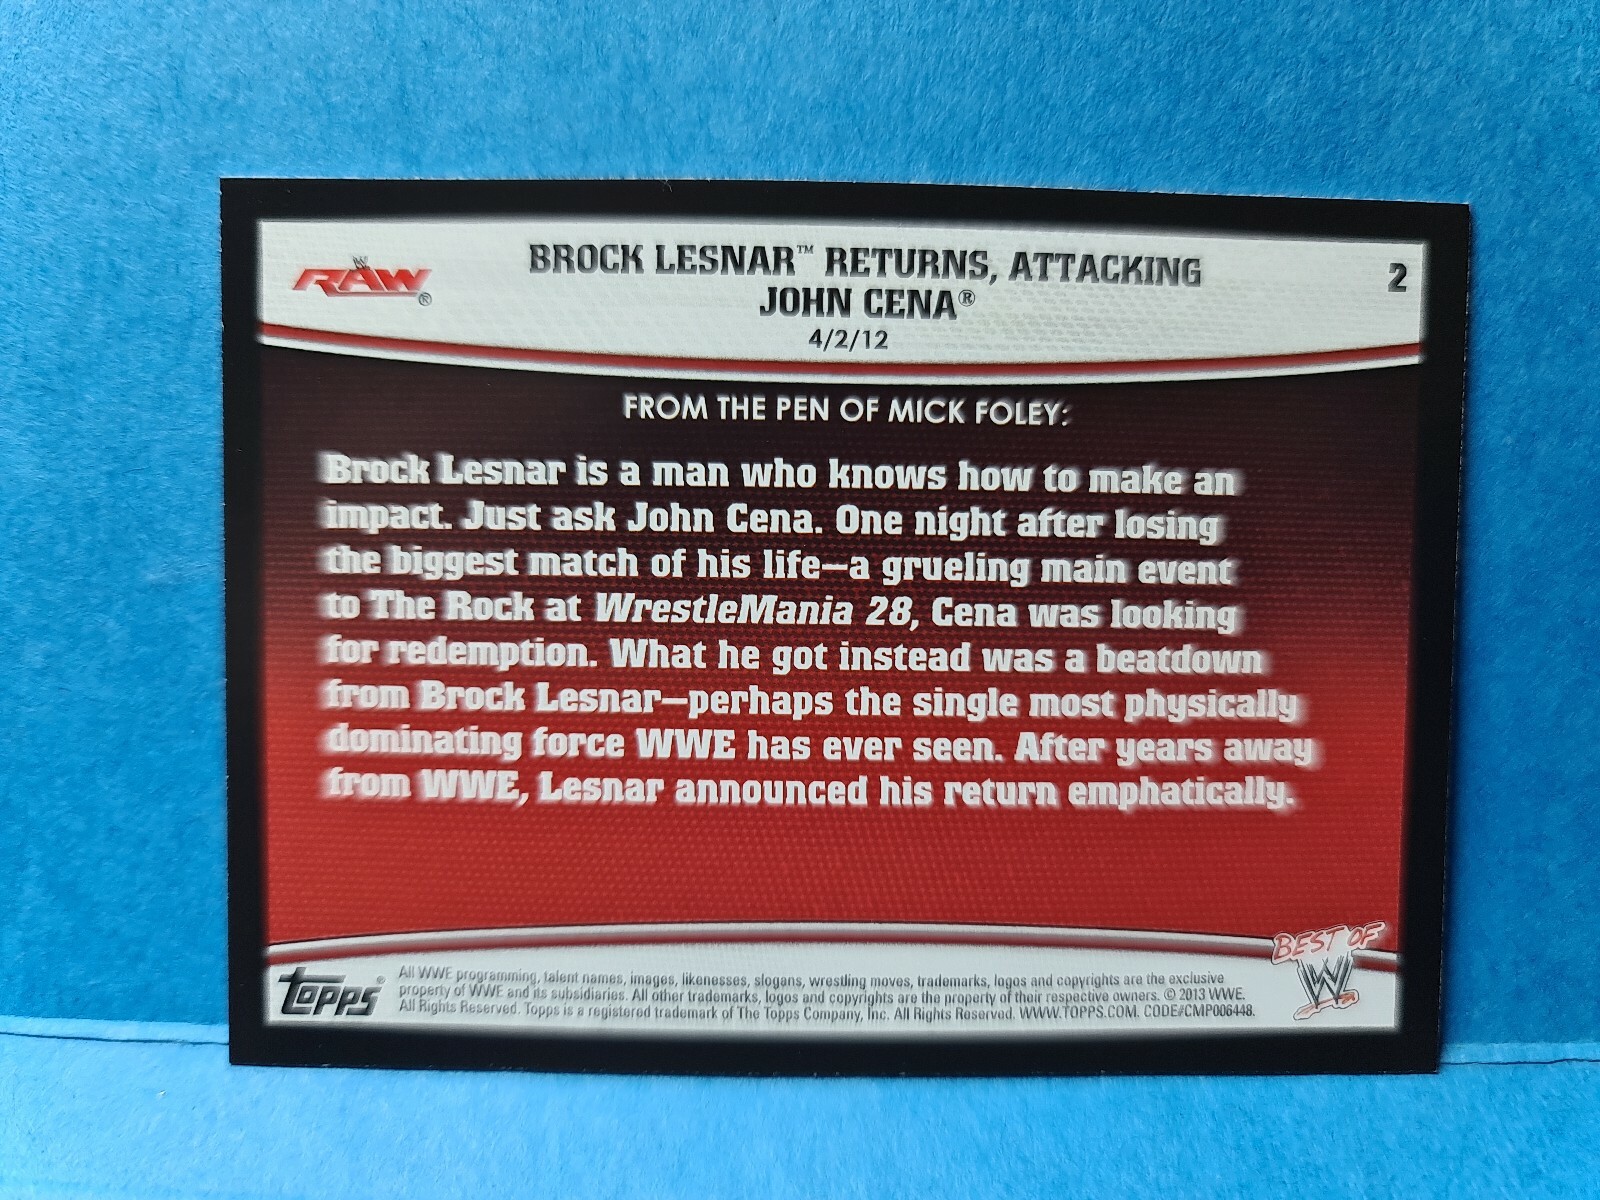 W
RAW®
BROCK LESNAR™ RETURNS, ATTACKING
JOHN CENA®
4/2/12
2
FROM THE PEN OF MICK FOLEY:
Brock Lesnar is a man who knows how to make an
impact. Just ask John Cena. One night after losing
the biggest match of his life—a grueling main event
to The Rock at WrestleMania 28, Cena was looking
for redemption. What he got instead was a beatdown
from Brock Lesnar—perhaps the single most physically
dominating force WWE has ever seen. After years away
from WWE, Lesnar announced his return emphatically.
BEST OF
W
topps®
All WWE programming, talent names, images, likenesses, slogans, wrestling moves, trademarks, logos and copyrights are the exclusive
property of WWE and its subsidiaries. All other trademarks, logos and copyrights are the property of their respective owners. © 2013 WWE.
All Rights Reserved. Topps is a registered trademark of The Topps Company, Inc. All Rights Reserved. WWW.TOPPS.COM. CODE#CMP006448.